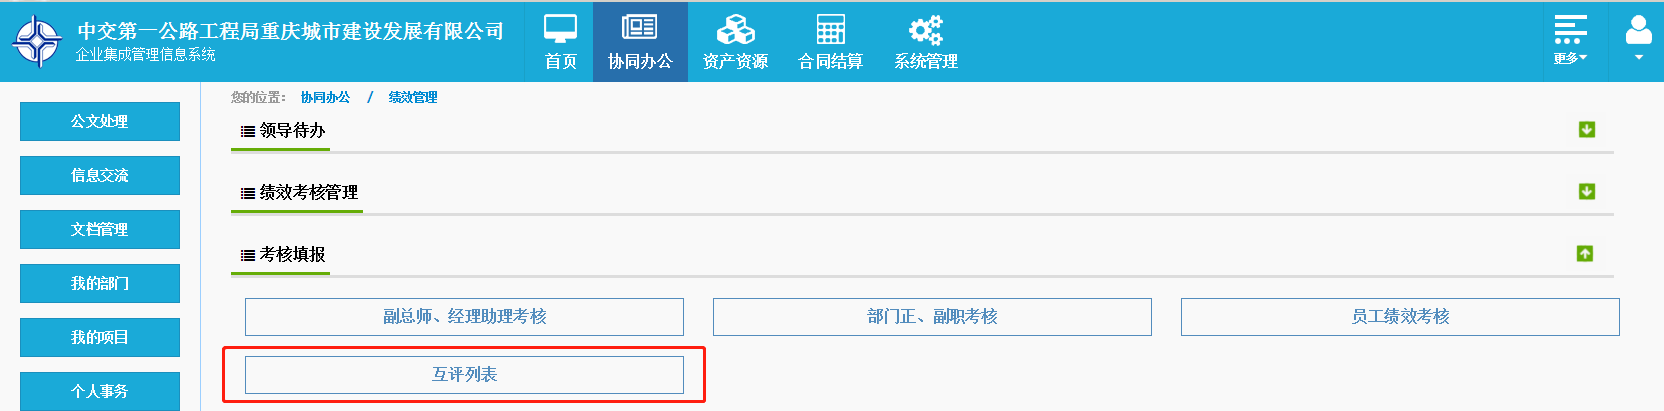 中交第一公路工程局重庆城市建设发展有限公司
企业集成管理信息系统
首页
协同办公
资产资源
合同结算
系统管理
更多
公文处理
信息交流
文档管理
我的部门
我的项目
个人事务
您的位置： 协同办公 / 绩效管理
领导待办
绩效考核管理
考核填报
副总师、经理助理考核
部门正、副职考核
员工绩效考核
互评列表